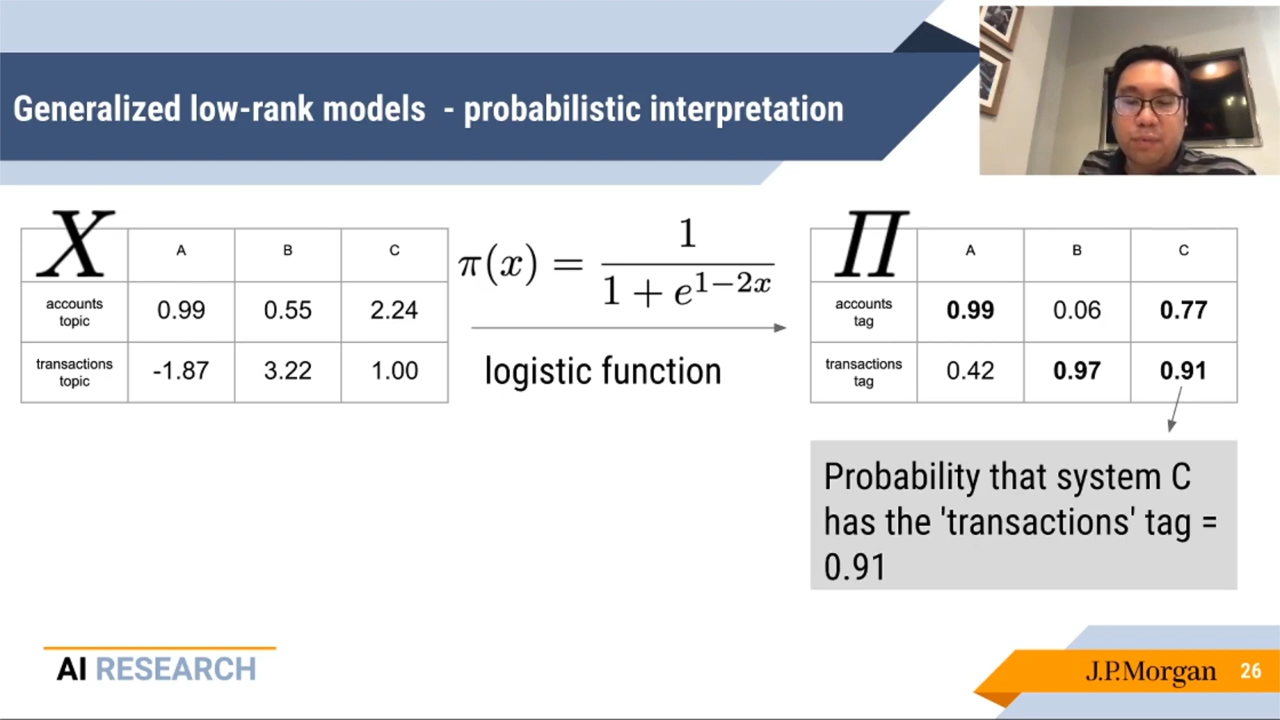 Generalized low-rank models - probabilistic interpretation
X A B C
accounts topic 0.99 0.55 2.24
transactions topic -1.87 3.22 1.00
π(x) = 1 / (1 + e^{1−2x})
logistic function
Π A B C
accounts tag 0.99 0.06 0.77
transactions tag 0.42 0.97 0.91
Probability that system C
has the 'transactions' tag =
0.91
AI RESEARCH
J.P.Morgan 26